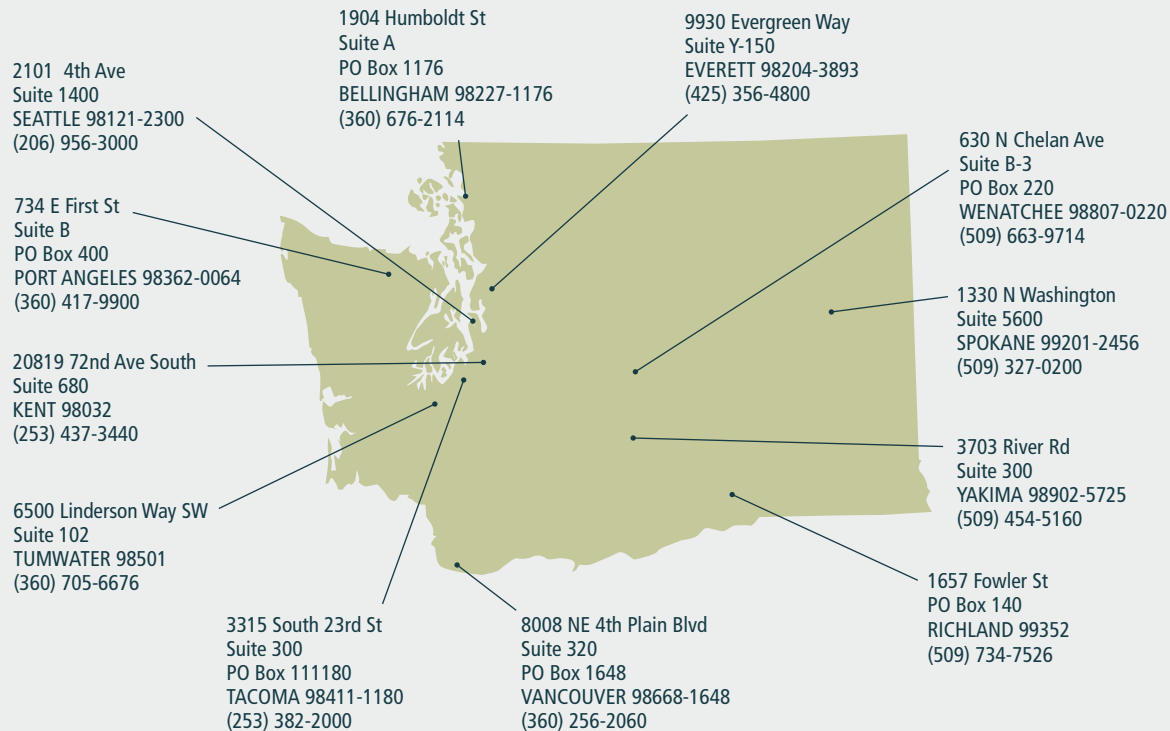 1904 Humboldt St
Suite A
PO Box 1176
BELLINGHAM 98227-1176
(360) 676-2114
9930 Evergreen Way
Suite Y-150
EVERETT 98204-3893
(425) 356-4800
2101 4th Ave
Suite 1400
SEATTLE 98121-2300
(206) 956-3000
630 N Chelan Ave
Suite B-3
PO Box 220
WENATCHEE 98807-0220
(509) 663-9714
734 E First St
Suite B
PO Box 400
PORT ANGELES 98362-0064
(360) 417-9900
1330 N Washington
Suite 5600
SPOKANE 99201-2456
(509) 327-0200
20819 72nd Ave South
Suite 680
KENT 98032
(253) 437-3440
3703 River Rd
Suite 300
YAKIMA 98902-5725
(509) 454-5160
6500 Linderson Way SW
Suite 102
TUMWATER 98501
(360) 705-6676
1657 Fowler St
PO Box 140
RICHLAND 99352
(509) 734-7526
3315 South 23rd St
Suite 300
PO Box 111180
TACOMA 98411-1180
(253) 382-2000
8008 NE 4th Plain Blvd
Suite 320
PO Box 1648
VANCOUVER 98668-1648
(360) 256-2060